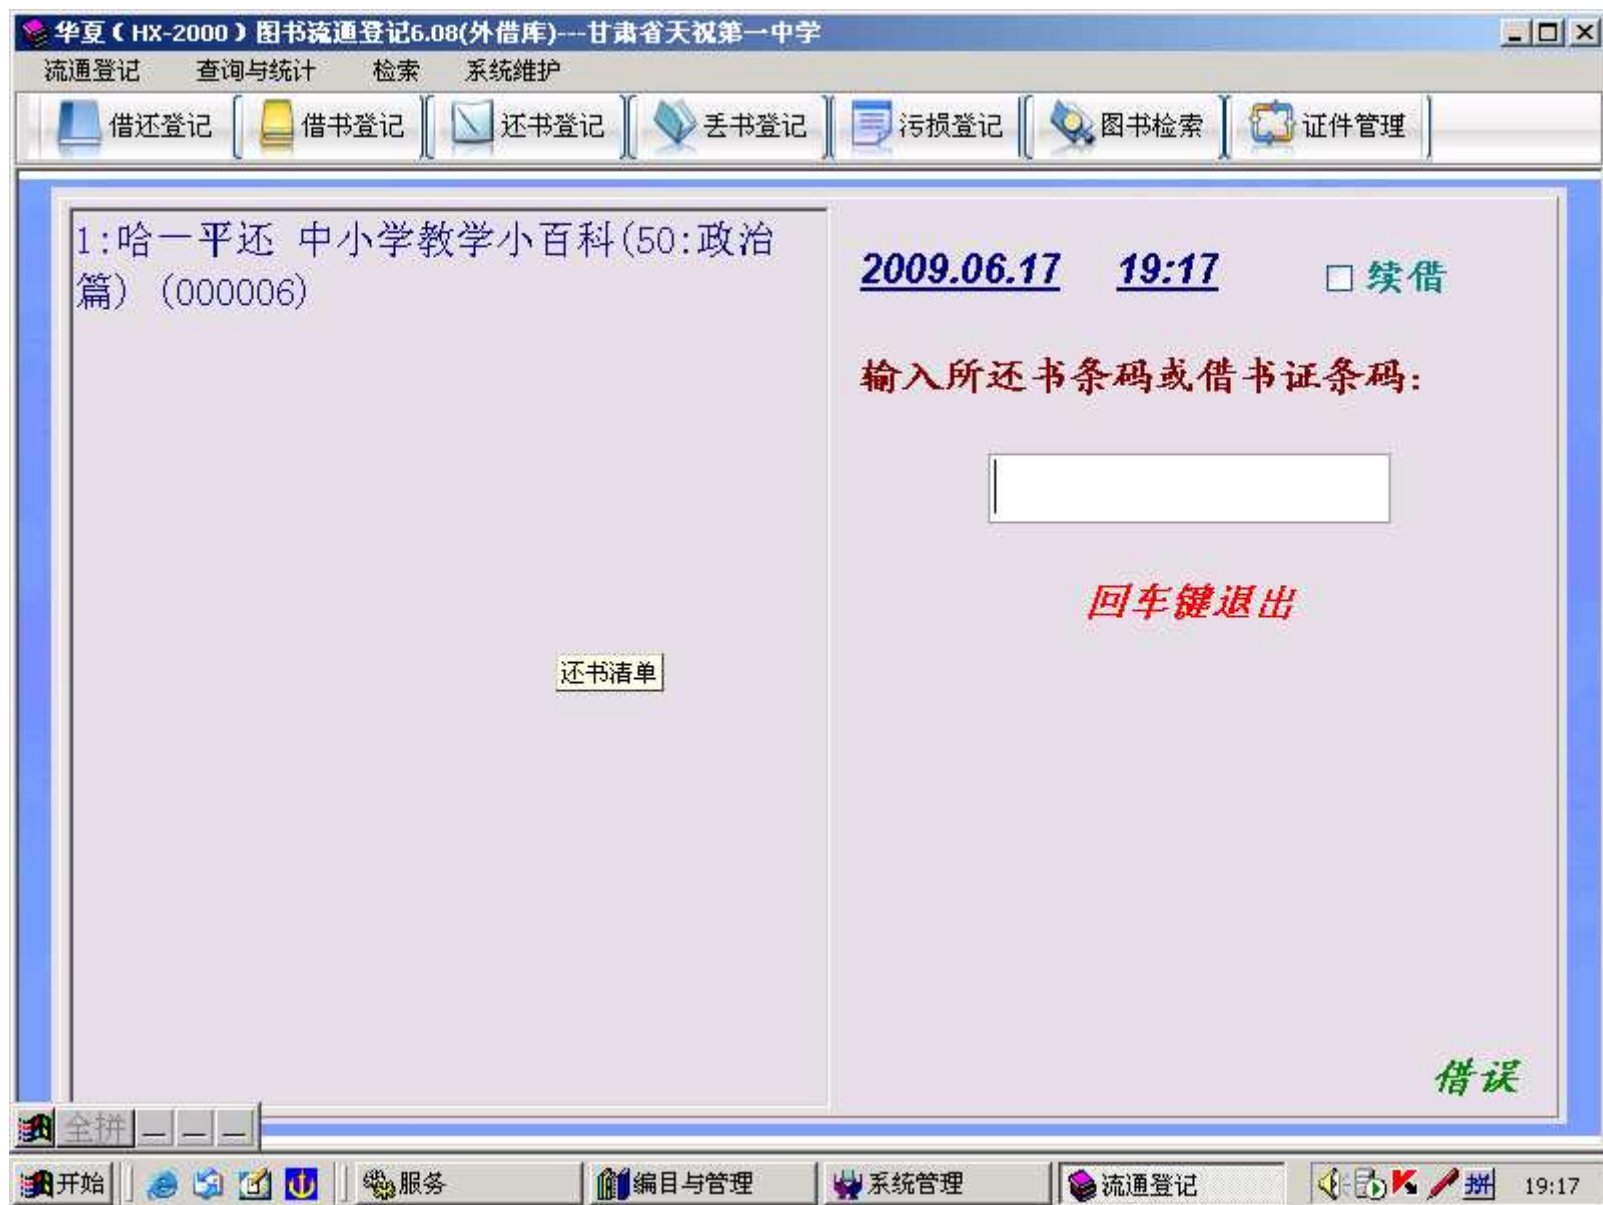 华夏(HX-2000)图书流通登记6.08(外借库)---甘肃省天祝第一中学
流通登记 查询与统计 检索 系统维护
借还登记 借书登记 还书登记 丢书登记 污损登记 图书检索 证件管理
1:哈一平还 中小学教学小百科(50:政治
篇) (000006)
2009.06.17 19:17 续借
输入所还书条码或借书证条码:
回车键退出
还书清单
借误
全拼
开始 服务 编目与管理 系统管理 流通登记 拼 19:17